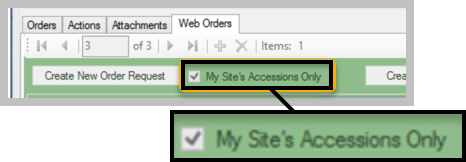 Orders Actions Attachments Web Orders
3 of 3 Items: 1
Create New Order Request My Site's Accessions Only Crea
My Site's Accessions Only